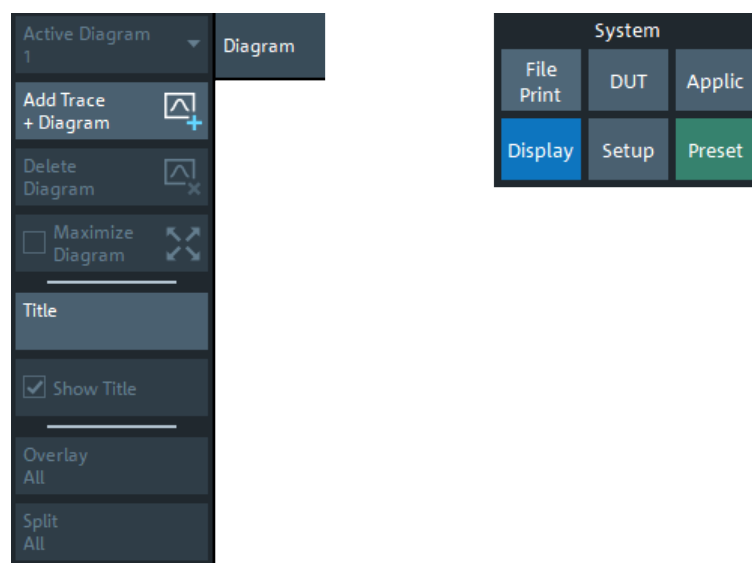 Active Diagram
1
Add Trace
+ Diagram
Delete
Diagram
Maximize
Diagram
Title
Show Title
Overlay
All
Split
All
Diagram
System
File
Print
DUT
Applic
Display
Setup
Preset